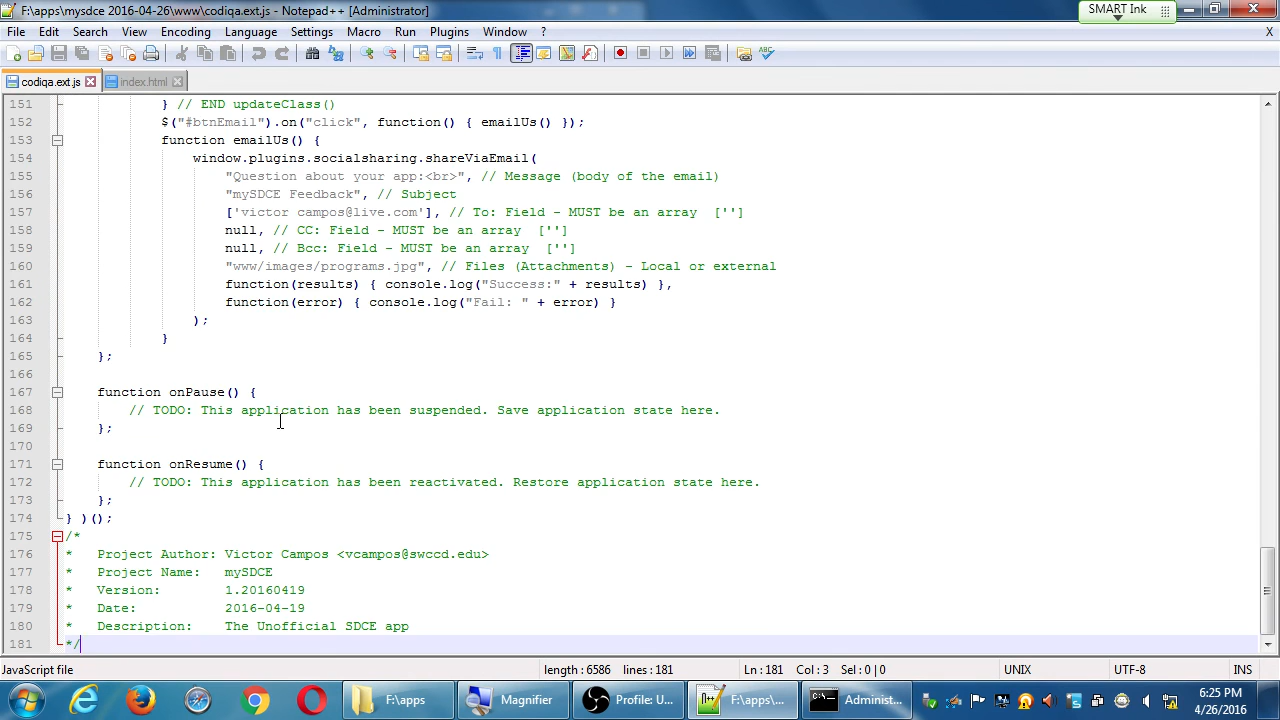 F:\apps\mysdce 2016-04-26\www\codiqa.ext.js - Notepad++ [Administrator]
SMART Ink
File Edit Search View Encoding Language Settings Macro Run Plugins Window ? X
codiqa.ext.js index.html
151 } // END updateClass()
152 $("#btnEmail").on("click", function() { emailUs() });
153 function emailUs() {
154 window.plugins.socialsharing.shareViaEmail(
155 "Question about your app:<br>", // Message (body of the email)
156 "mySDCE Feedback", // Subject
157 ['victor campos@live.com'], // To: Field - MUST be an array ['']
158 null, // CC: Field - MUST be an array ['']
159 null, // Bcc: Field - MUST be an array ['']
160 "www/images/programs.jpg", // Files (Attachments) - Local or external
161 function(results) { console.log("Success:" + results) },
162 function(error) { console.log("Fail: " + error) }
163 );
164 }
165 };
166
167 function onPause() {
168 // TODO: This application has been suspended. Save application state here.
169 };
170
171 function onResume() {
172 // TODO: This application has been reactivated. Restore application state here.
173 };
174 } )();
175 /*
176 * Project Author: Victor Campos <vcampos@swccd.edu>
177 * Project Name: mySDCE
178 * Version: 1.20160419
179 * Date: 2016-04-19
180 * Description: The Unofficial SDCE app
181 */
JavaScript file length : 6586 lines : 181 Ln : 181 Col : 3 Sel : 0 | 0 UNIX UTF-8 INS
F:\apps Magnifier Profile: U... F:\apps\... Administ...
6:25 PM
4/26/2016